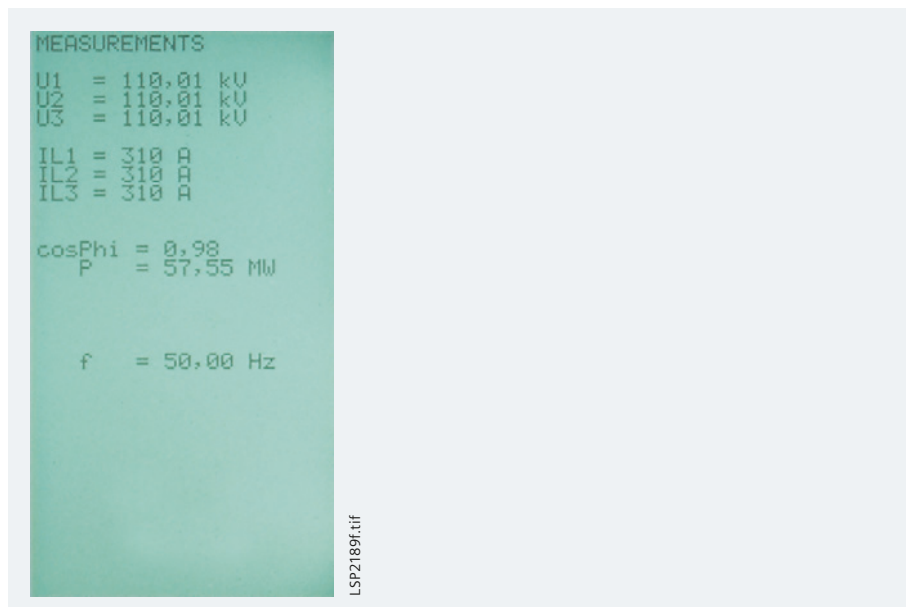 MEASUREMENTS
U1 = 110,01 kV
U2 = 110,01 kV
U3 = 110,01 kV
IL1 = 310 A
IL2 = 310 A
IL3 = 310 A
cosPhi = 0,98
P = 57,55 MW
f = 50,00 Hz
LSP2189f.tif